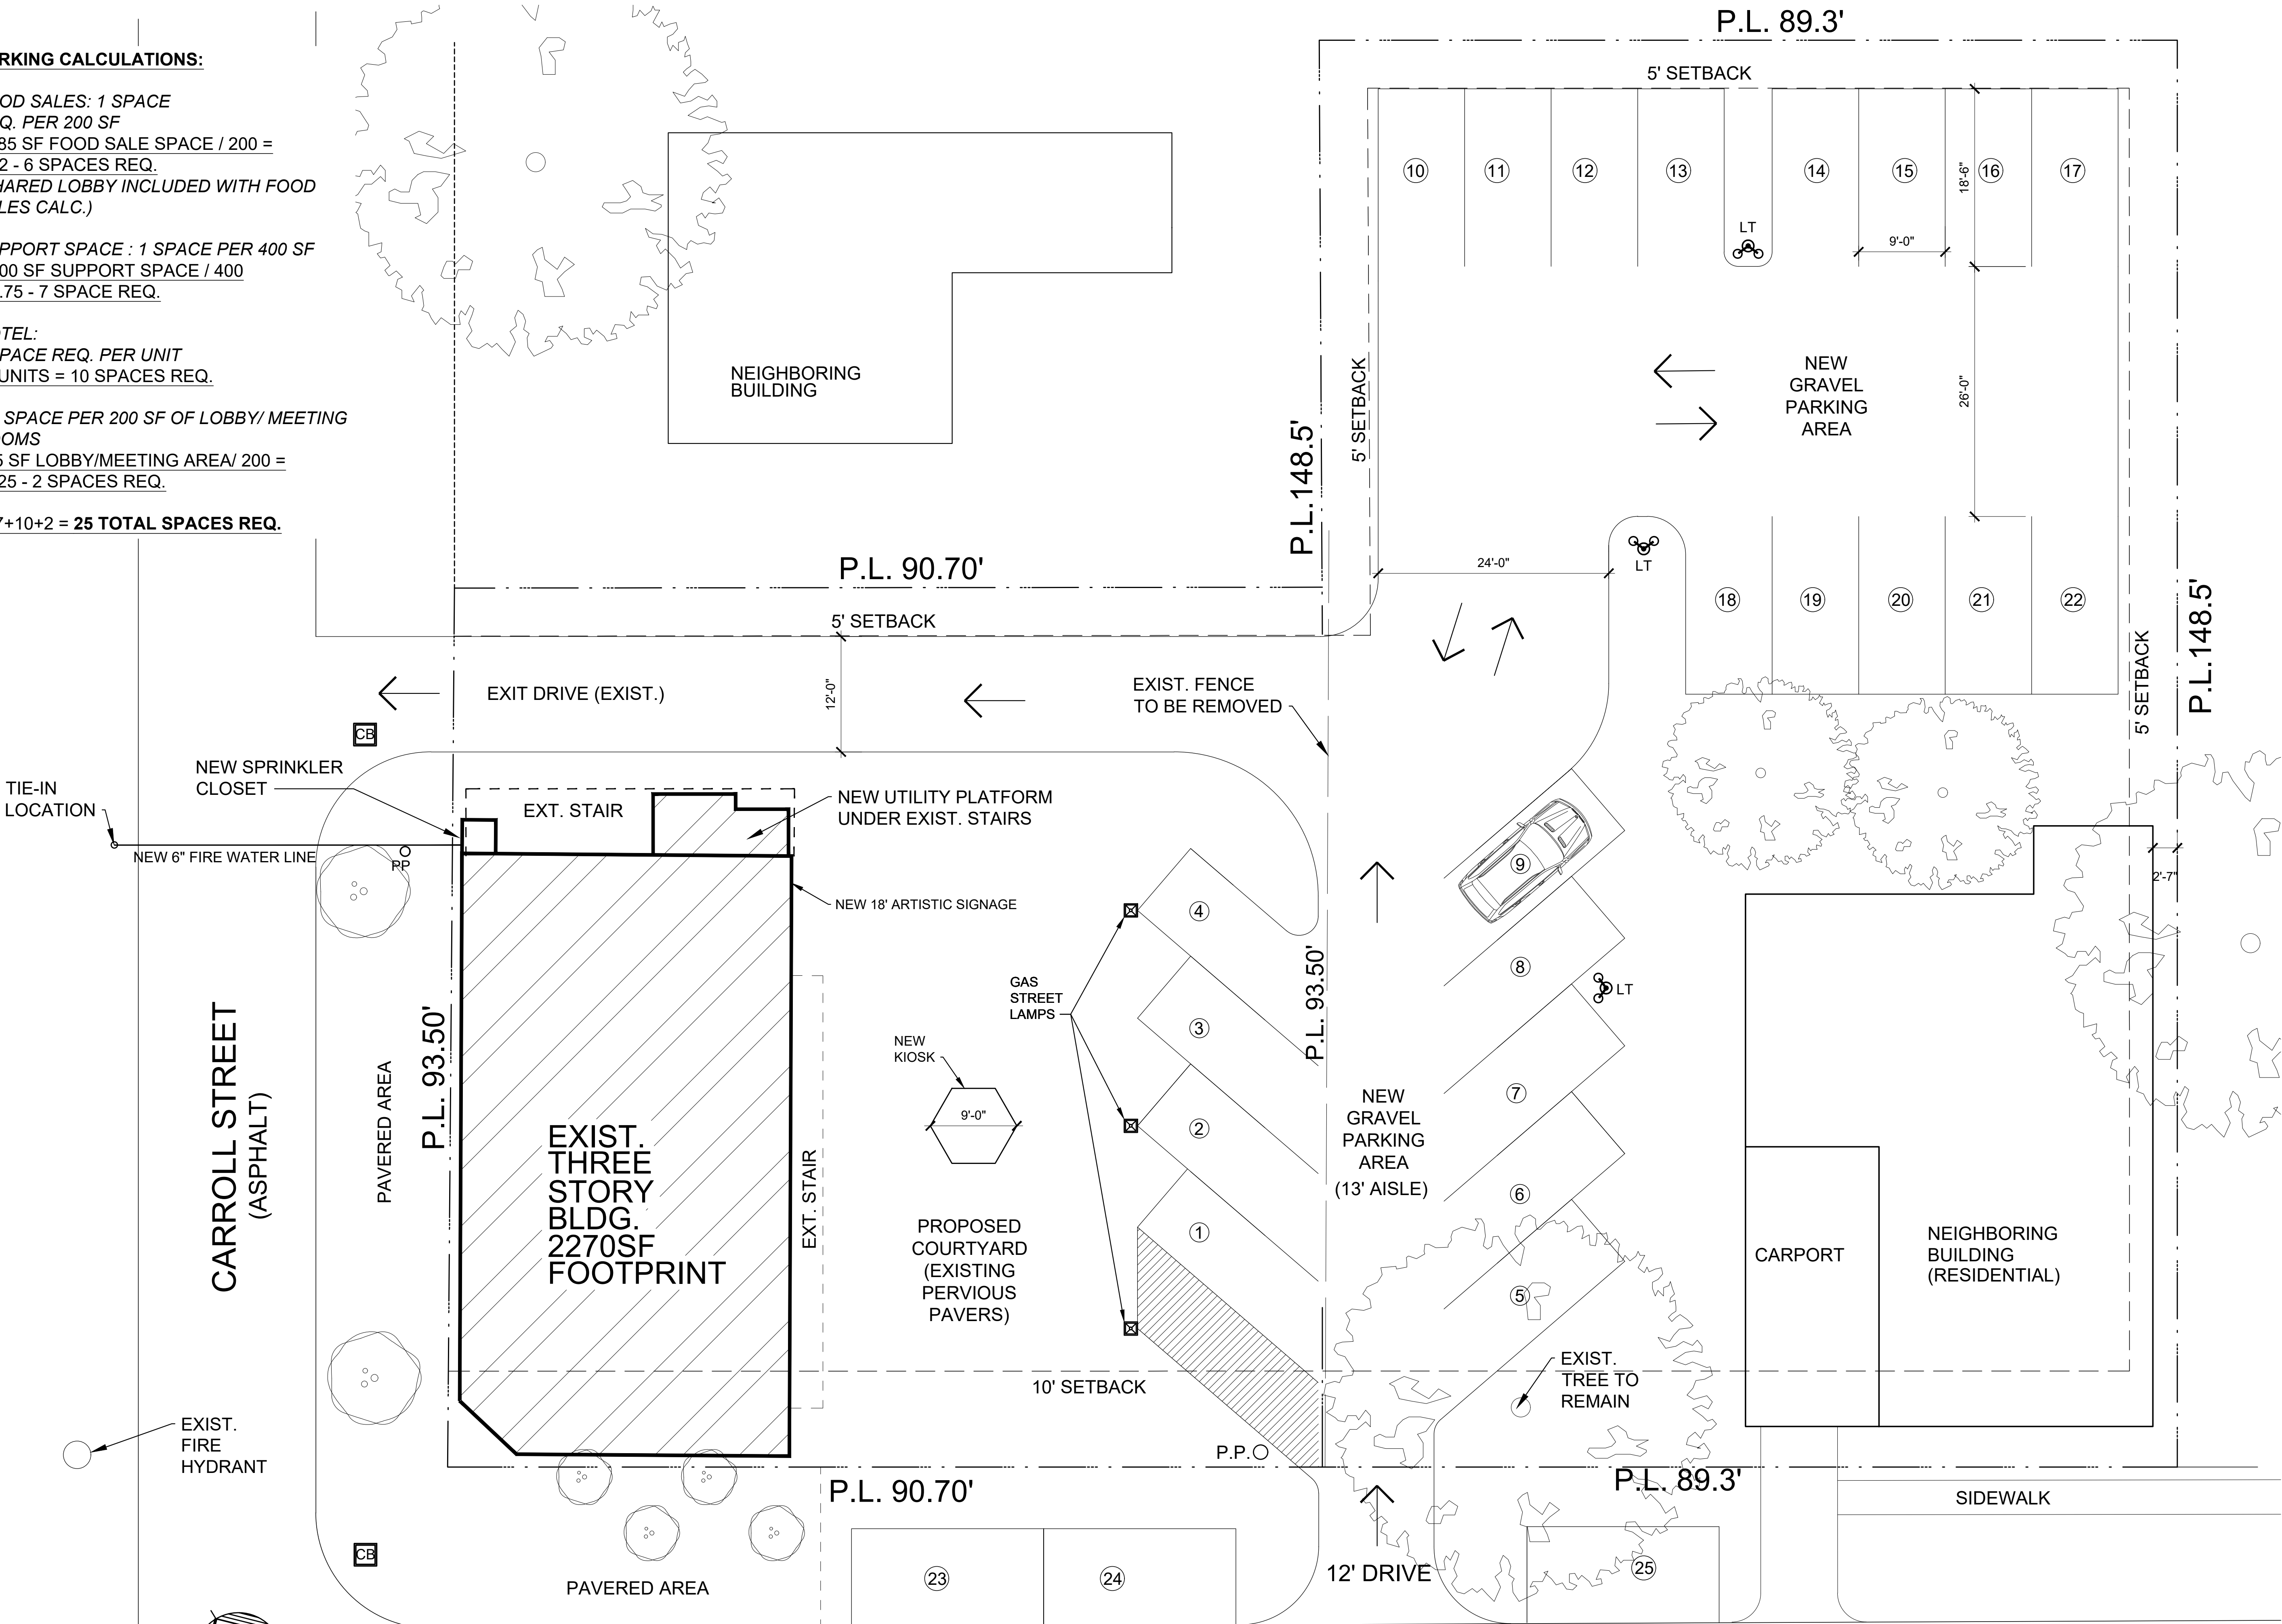 RKING CALCULATIONS:
OD SALES: 1 SPACE
Q. PER 200 SF
85 SF FOOD SALE SPACE / 200 =
2 - 6 SPACES REQ.
HARED LOBBY INCLUDED WITH FOOD
LES CALC.)
PPORT SPACE : 1 SPACE PER 400 SF
00 SF SUPPORT SPACE / 400
.75 - 7 SPACE REQ.
OTEL:
PACE REQ. PER UNIT
UNITS = 10 SPACES REQ.
SPACE PER 200 SF OF LOBBY/ MEETING
OMS
5 SF LOBBY/MEETING AREA/ 200 =
25 - 2 SPACES REQ.
7+10+2 = 25 TOTAL SPACES REQ.
P.L. 89.3'
5' SETBACK
10
11
12
13
14
15
16
17
18'-6"
9'-0"
LT
NEIGHBORING
BUILDING
P.L.148.5'
5' SETBACK
NEW
GRAVEL
PARKING
AREA
26'-0"
P.L. 90.70'
5' SETBACK
24'-0"
LT
18
19
20
21
22
5' SETBACK
P.L.148.5'
EXIT DRIVE (EXIST.)
12'-0"
EXIST. FENCE
TO BE REMOVED
CB
NEW SPRINKLER
CLOSET
TIE-IN
LOCATION
NEW 6" FIRE WATER LINE
PP
EXT. STAIR
NEW UTILITY PLATFORM
UNDER EXIST. STAIRS
NEW 18' ARTISTIC SIGNAGE
4
3
2
1
9
8
7
6
5
LT
2'-7"
GAS
STREET
LAMPS
P.L. 93.50'
NEW
KIOSK
9'-0"
CARROLL STREET
(ASPHALT)
PAVERED AREA
P.L. 93.50'
EXIST.
THREE
STORY
BLDG.
2270SF
FOOTPRINT
EXT. STAIR
PROPOSED
COURTYARD
(EXISTING
PERVIOUS
PAVERS)
NEW
GRAVEL
PARKING
AREA
(13' AISLE)
CARPORT
NEIGHBORING
BUILDING
(RESIDENTIAL)
10' SETBACK
EXIST.
TREE TO
REMAIN
EXIST.
FIRE
HYDRANT
P.P.
P.L. 90.70'
P.L. 89.3'
SIDEWALK
CB
PAVERED AREA
23
24
12' DRIVE
25